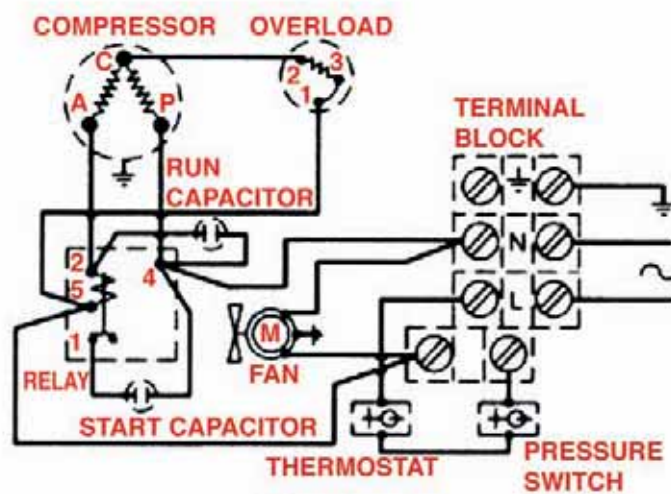 COMPRESSOR OVERLOAD
C
2 3
A P
1
TERMINAL
BLOCK
RUN
CAPACITOR
N
2
4
5
L
1
M
RELAY
FAN
START CAPACITOR
THERMOSTAT
PRESSURE
SWITCH